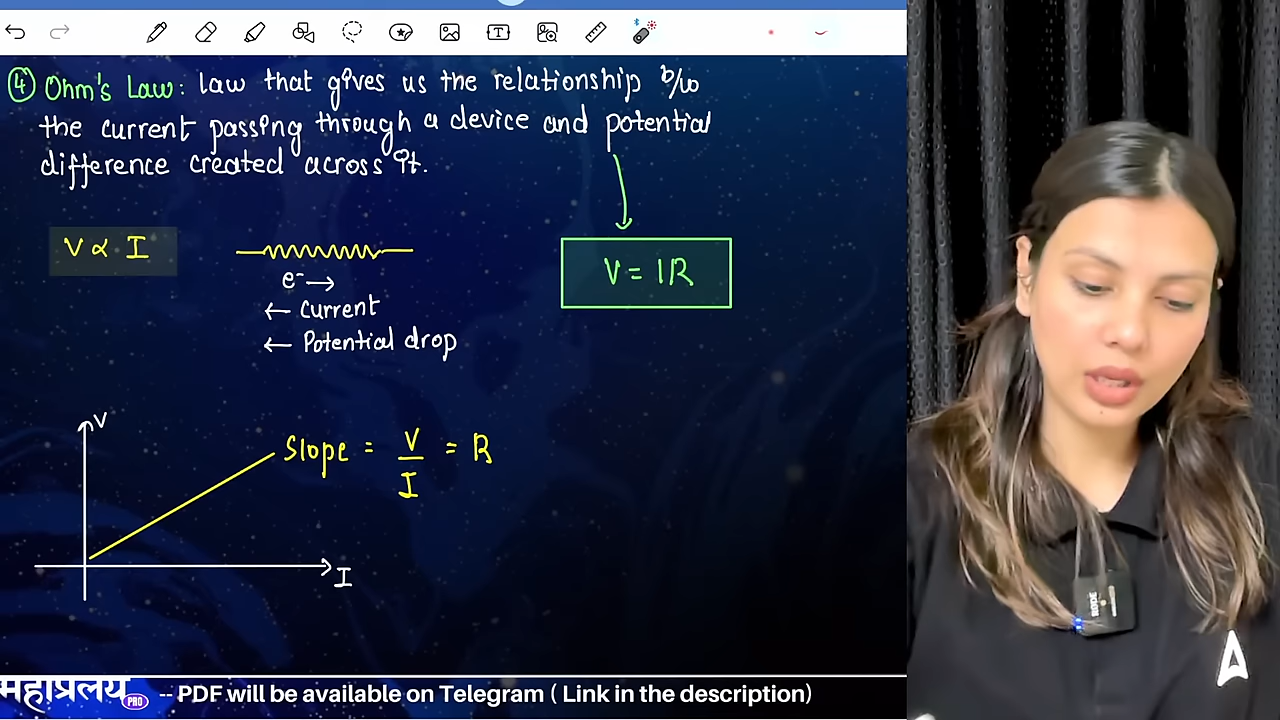 ④ Ohm's Law: law that gives us the relationship b/w
the current passing through a device and potential
difference created across it.
V ∝ I
V = IR
e⁻ →
← Current
← Potential drop
V
Slope = V/I = R
I
RODE
महाप्रलय PRO -- PDF will be available on Telegram ( Link in the description)